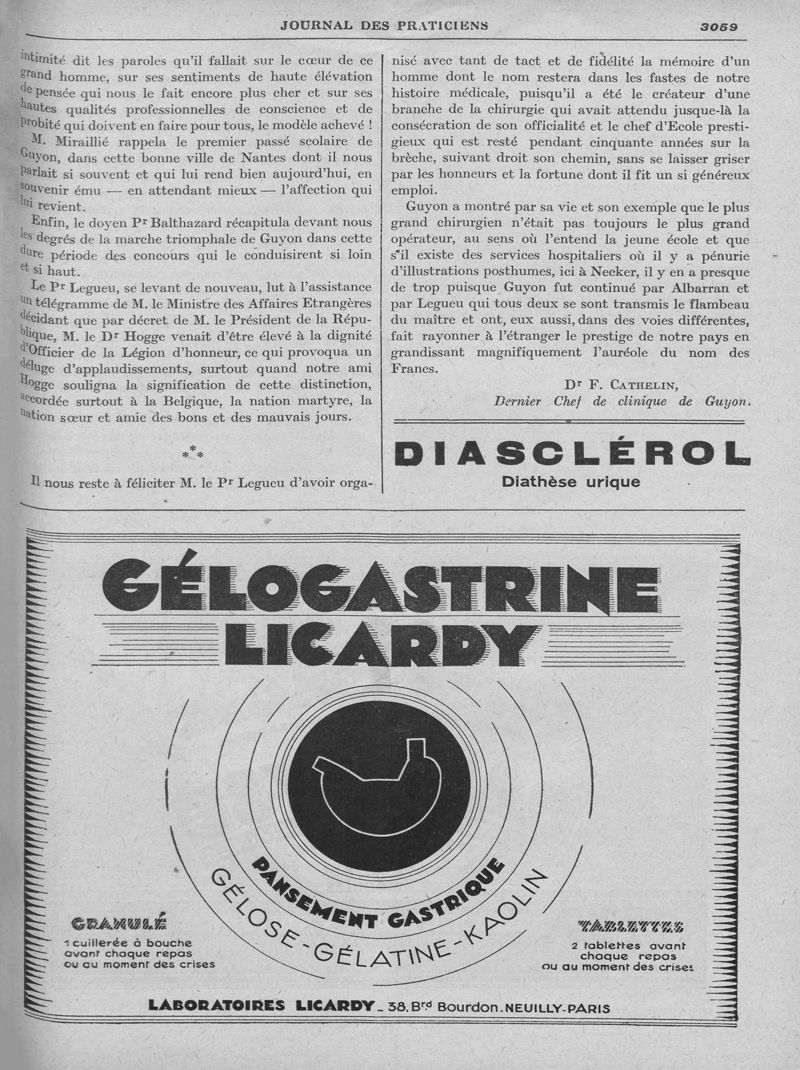 JOURNAL DES PRATICIENS 3059
intimité dit les paroles qu'il fallait sur le cœur de ce
grand homme, sur ses sentiments de haute élévation
de pensée qui nous le fait encore plus cher et sur ses
hautes qualités professionnelles de conscience et de
probité qui doivent en faire pour tous, le modèle achevé !
M. Miraillié rappela le premier passé scolaire de
Guyon, dans cette bonne ville de Nantes dont il nous
parlait si souvent et qui lui rend bien aujourd'hui, en
souvenir ému — en attendant mieux — l'affection qui
lui revient.
Enfin, le doyen Pr Balthazard récapitula devant nous
les degrés de la marche triomphale de Guyon dans cette
dure période des concours qui le conduisirent si loin
et si haut.
Le Pr Legueu, se levant de nouveau, lut à l'assistance
un télégramme de M. le Ministre des Affaires Etrangères
décidant que par décret de M. le Président de la Répu-
blique, M. le Dr Hogge venait d'être élevé à la dignité
d'Officier de la Légion d'honneur, ce qui provoqua un
déluge d'applaudissements, surtout quand notre ami
Hogge souligna la signification de cette distinction,
accordée surtout à la Belgique, la nation martyre, la
nation sœur et amie des bons et des mauvais jours.
* * *
Il nous reste à féliciter M. le Pr Legueu d'avoir orga-
nisé avec tant de tact et de fidélité la mémoire d'un
homme dont le nom restera dans les fastes de notre
histoire médicale, puisqu'il a été le créateur d'une
branche de la chirurgie qui avait attendu jusque-là la
consécration de son officialité et le chef d'Ecole presti-
gieux qui est resté pendant cinquante années sur la
brèche, suivant droit son chemin, sans se laisser griser
par les honneurs et la fortune dont il fit un si généreux
emploi.
Guyon a montré par sa vie et son exemple que le plus
grand chirurgien n'était pas toujours le plus grand
opérateur, au sens où l'entend la jeune école et que
s'il existe des services hospitaliers où il y a pénurie
d'illustrations posthumes, ici à Necker, il y en a presque
de trop puisque Guyon fut continué par Albarran et
par Legueu qui tous deux se sont transmis le flambeau
du maître et ont, eux aussi, dans des voies différentes,
fait rayonner à l'étranger le prestige de notre pays en
grandissant magnifiquement l'auréole du nom des
Francs.
Dr F. CATHELIN,
Dernier Chef de clinique de Guyon.
DIASCLÉROL
Diathèse urique
GÉLOGASTRINE
LICARDY
PANSEMENT GASTRIQUE
GÉLOSE-GÉLATINE-KAOLIN
GRANULÉ
1 cuillerée à bouche
avant chaque repas
ou au moment des crises
TABLETTES
2 tablettes avant
chaque repas
ou au moment des crises
LABORATOIRES LICARDY_38.Brd Bourdon.NEUILLY-PARIS